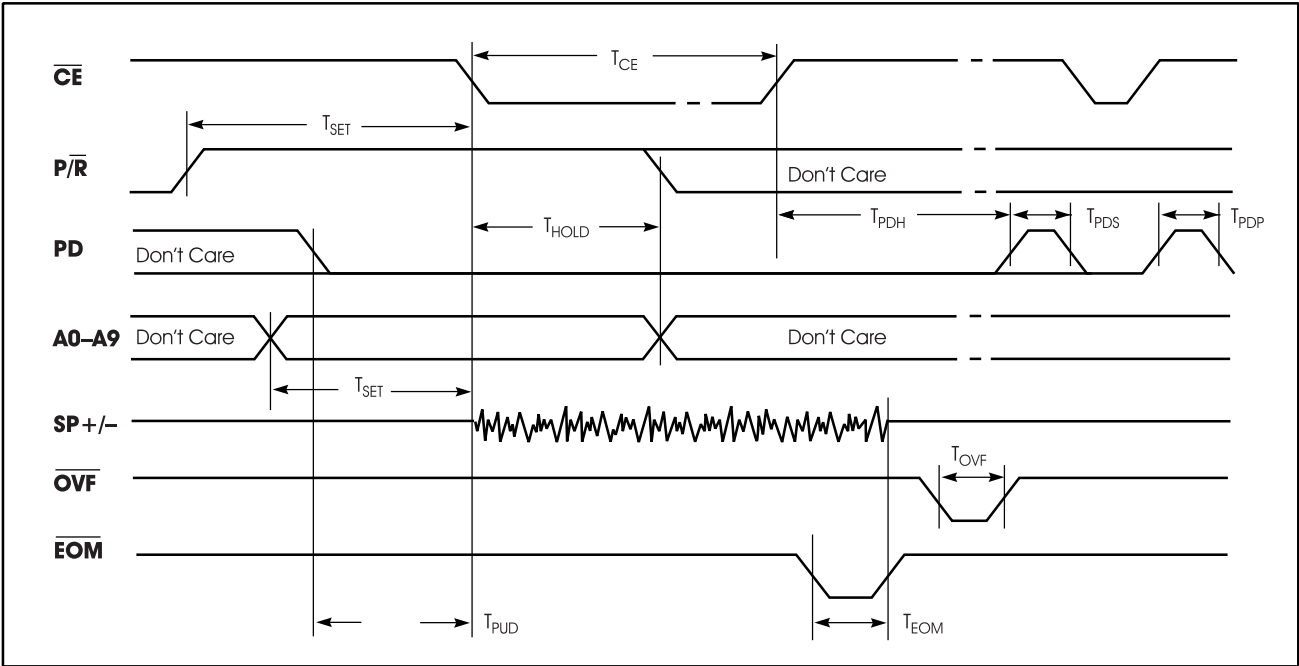 CE
T_CE
T_SET
P/R
Don't Care
T_HOLD
T_PDH
T_PDS
T_PDP
PD
Don't Care
A0–A9
Don't Care
Don't Care
T_SET
SP+/–
T_OVF
OVF
EOM
T_PUD
T_EOM